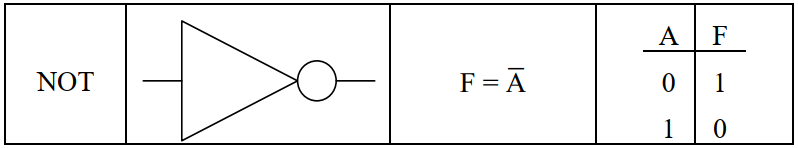 NOT
F = A̅
A F
0 1
1 0